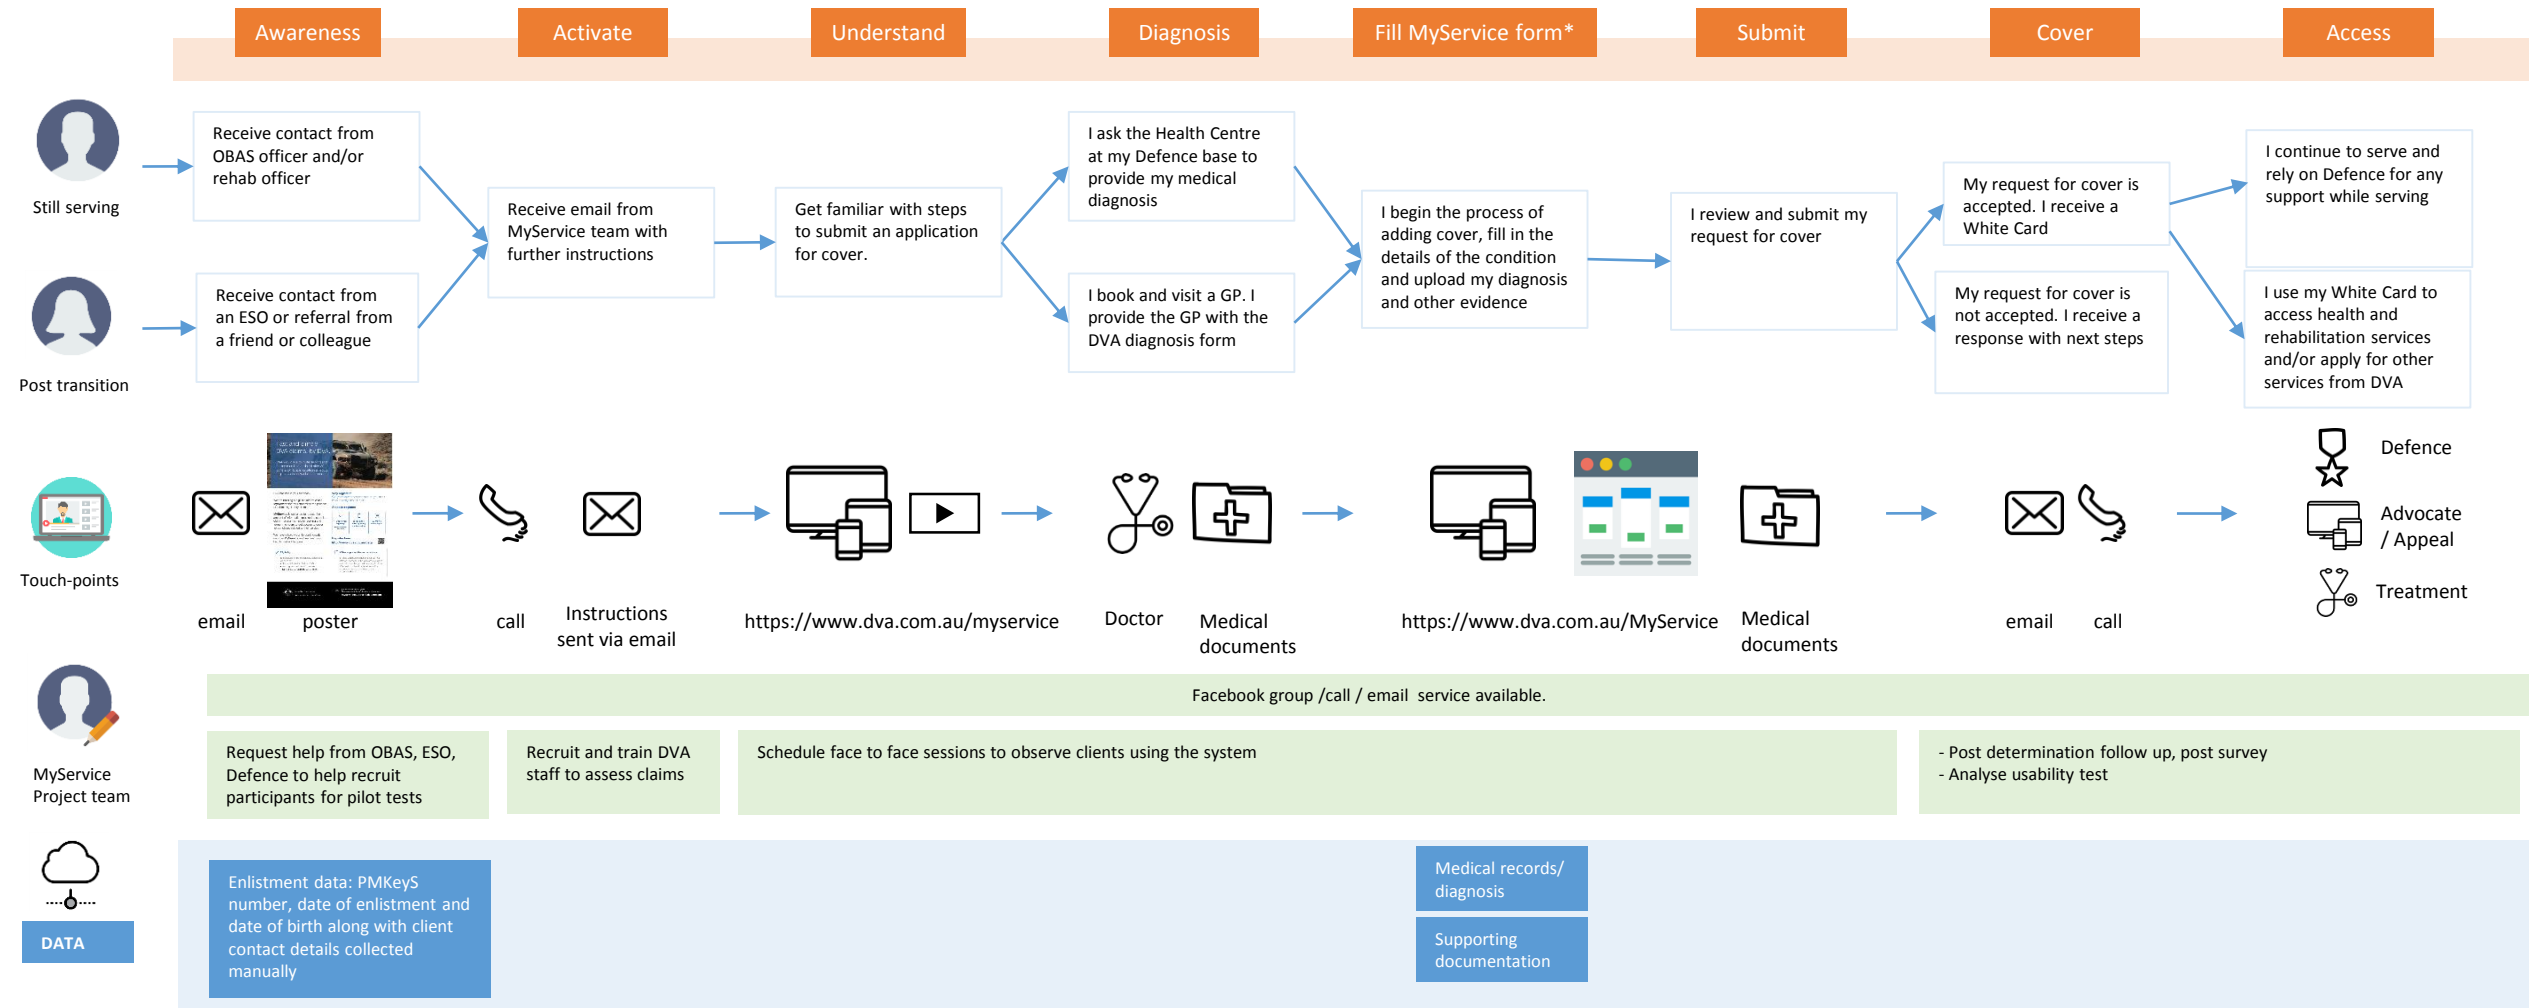 Awareness
Activate
Understand
Diagnosis
Fill MyService form*
Submit
Cover
Access
Still serving
Receive contact from
OBAS officer and/or
rehab officer
Post transition
Receive contact from
an ESO or referral from
a friend or colleague
Receive email from
MyService team with
further instructions
Get familiar with steps
to submit an application
for cover.
I ask the Health Centre
at my Defence base to
provide my medical
diagnosis
I book and visit a GP. I
provide the GP with the
DVA diagnosis form
I begin the process of
adding cover, fill in the
details of the condition
and upload my diagnosis
and other evidence
I review and submit my
request for cover
My request for cover is
accepted. I receive a
White Card
My request for cover is
not accepted. I receive a
response with next steps
I continue to serve and
rely on Defence for any
support while serving
I use my White Card to
access health and
rehabilitation services
and/or apply for other
services from DVA
Touch-points
email
poster
call
Instructions
sent via email
https://www.dva.com.au/myservice
Doctor
Medical
documents
https://www.dva.com.au/MyService
Medical
documents
email
call
Defence
Advocate
/ Appeal
Treatment
MyService
Project team
Facebook group /call / email service available.
Request help from OBAS, ESO,
Defence to help recruit
participants for pilot tests
Recruit and train DVA
staff to assess claims
Schedule face to face sessions to observe clients using the system
- Post determination follow up, post survey
- Analyse usability test
DATA
Enlistment data: PMKeyS
number, date of enlistment and
date of birth along with client
contact details collected
manually
Medical records/
diagnosis
Supporting
documentation